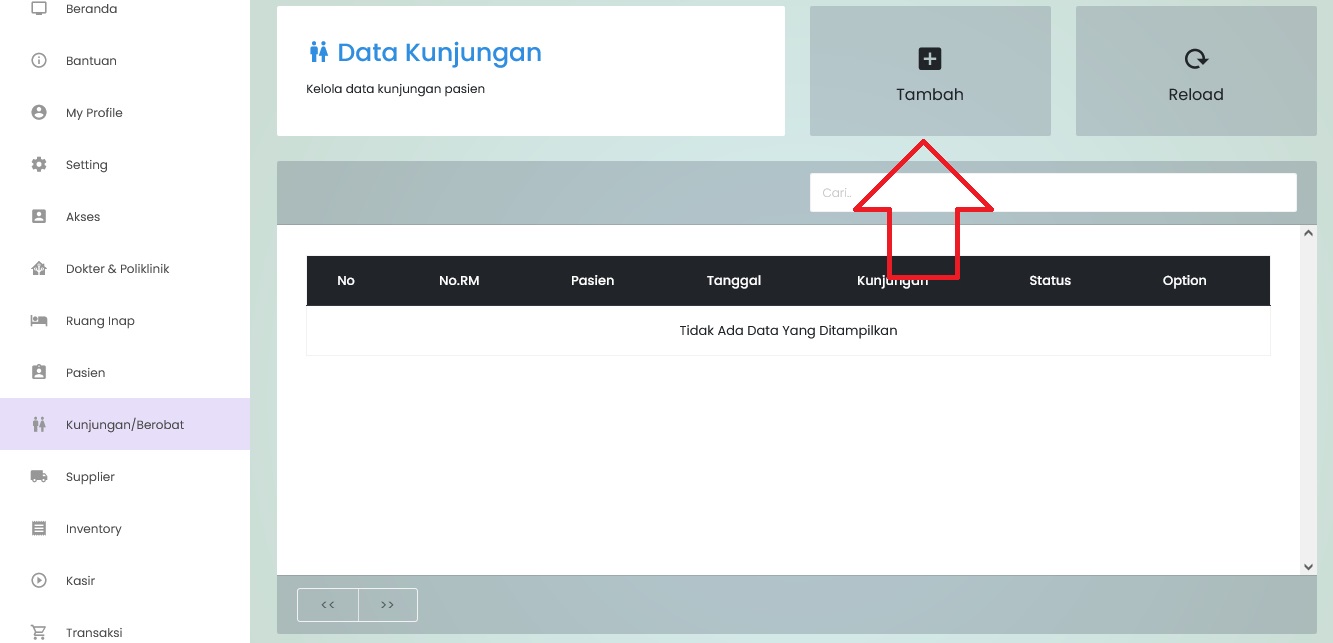 Beranda
Bantuan
My Profile
Setting
Akses
Dokter & Poliklinik
Ruang Inap
Pasien
Kunjungan/Berobat
Supplier
Inventory
Kasir
Transaksi
Data Kunjungan
Kelola data kunjungan pasien
Tambah
Reload
Cari..
No No.RM Pasien Tanggal Kunjungan Status Option
Tidak Ada Data Yang Ditampilkan
<< >>